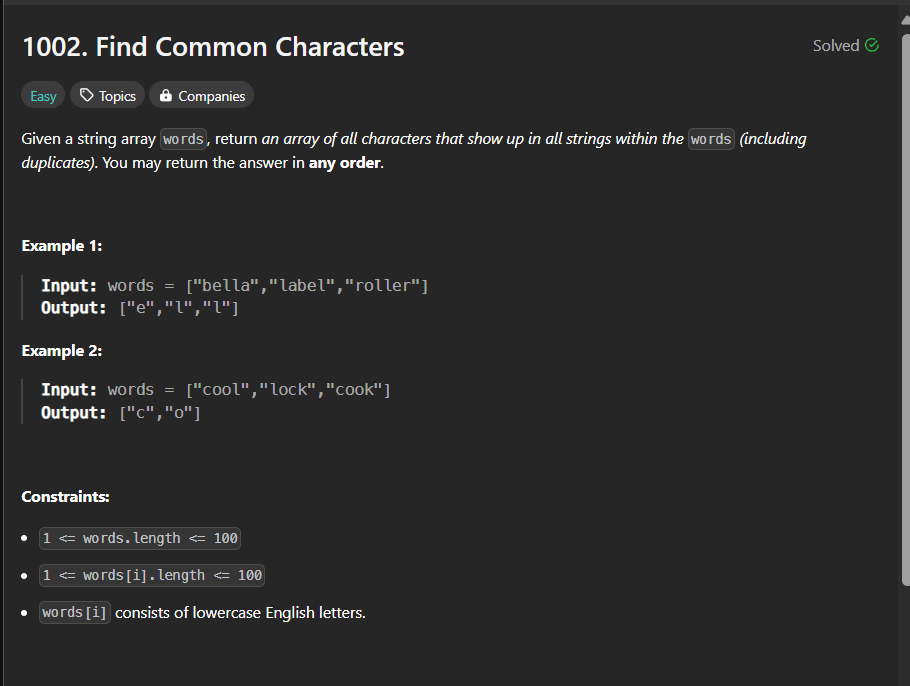 1002. Find Common Characters
Solved
Easy Topics Companies
Given a string array words, return an array of all characters that show up in all strings within the words (including
duplicates). You may return the answer in any order.
Example 1:
Input: words = ["bella","label","roller"]
Output: ["e","l","l"]
Example 2:
Input: words = ["cool","lock","cook"]
Output: ["c","o"]
Constraints:
1 <= words.length <= 100
1 <= words[i].length <= 100
words[i] consists of lowercase English letters.